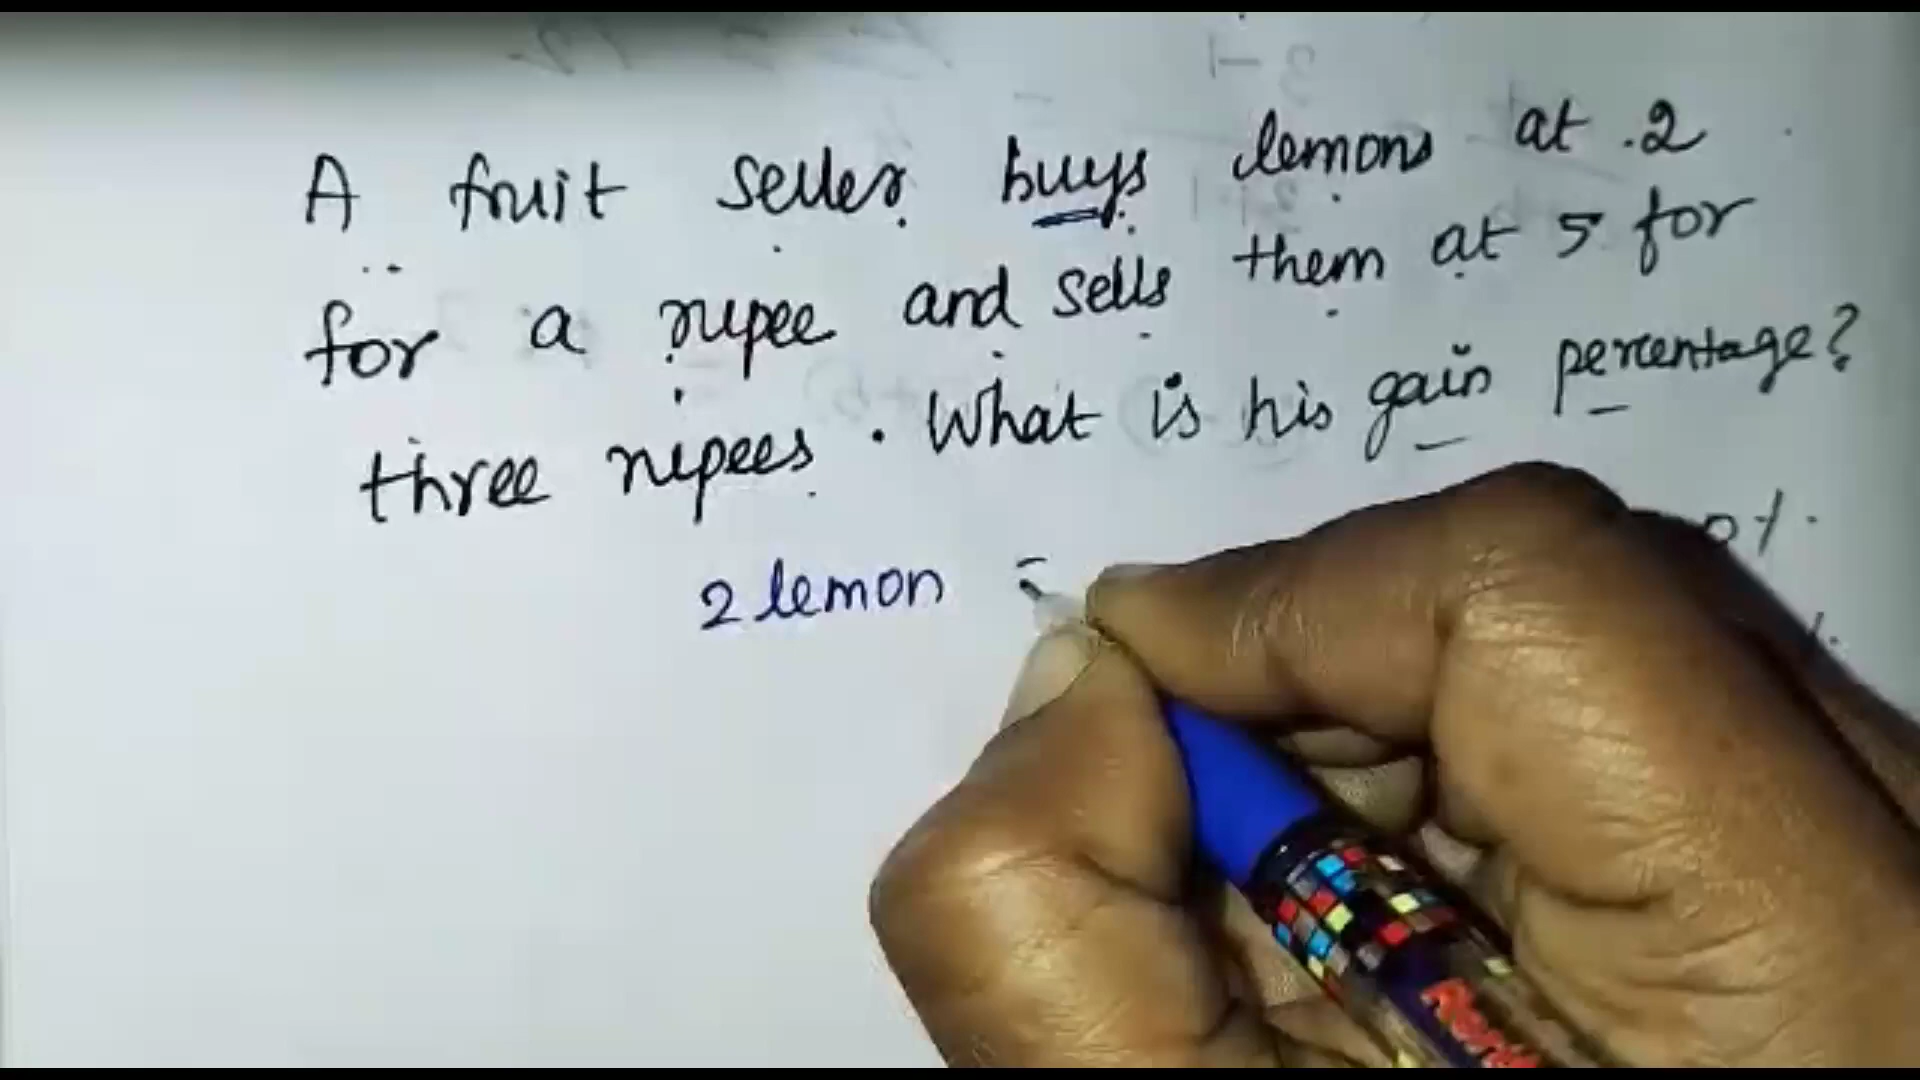 A fruit seller buys lemons at 2
for a rupee and sells them at 5 for
three rupees. What is his gain percentage?
2 lemon =